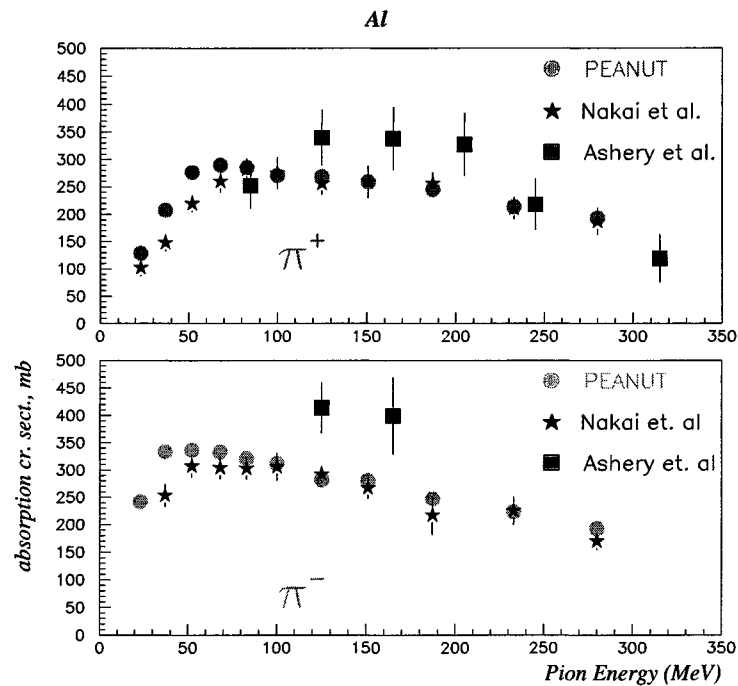 Al
500
450
400
350
300
250
200
150
100
50
0
PEANUT
Nakai et al.
Ashery et al.
π+
0 50 100 150 200 250 300 350
absorption cr. sect., mb
500
450
400
350
300
250
200
150
100
50
0
PEANUT
Nakai et. al
Ashery et. al
π−
0 50 100 150 200 250 300 350
Pion Energy (MeV)